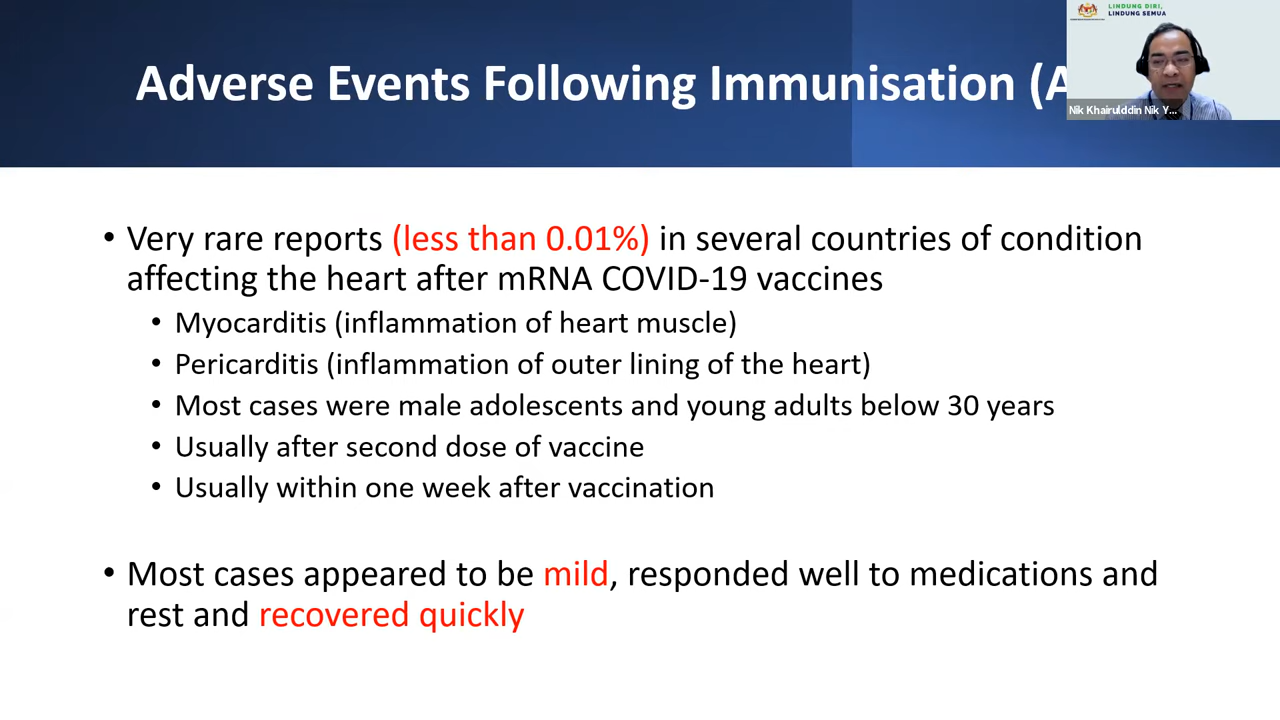 Adverse Events Following Immunisation (A
LINDUNG DIRI,
LINDUNG SEMUA
Nik Khairulddin Nik Y...
• Very rare reports (less than 0.01%) in several countries of condition
affecting the heart after mRNA COVID-19 vaccines
• Myocarditis (inflammation of heart muscle)
• Pericarditis (inflammation of outer lining of the heart)
• Most cases were male adolescents and young adults below 30 years
• Usually after second dose of vaccine
• Usually within one week after vaccination
• Most cases appeared to be mild, responded well to medications and
rest and recovered quickly